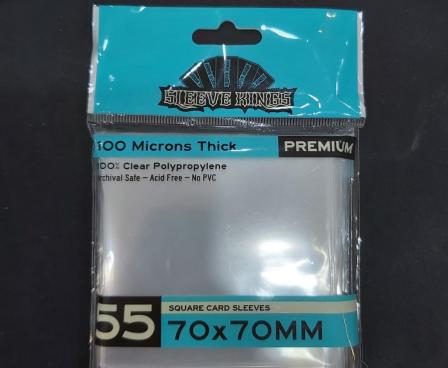 SLEEVE KINGS
100 Microns Thick
PREMIUM
100% Clear Polypropylene
Archival Safe – Acid Free – No PVC
55
SQUARE CARD SLEEVES
70x70MM